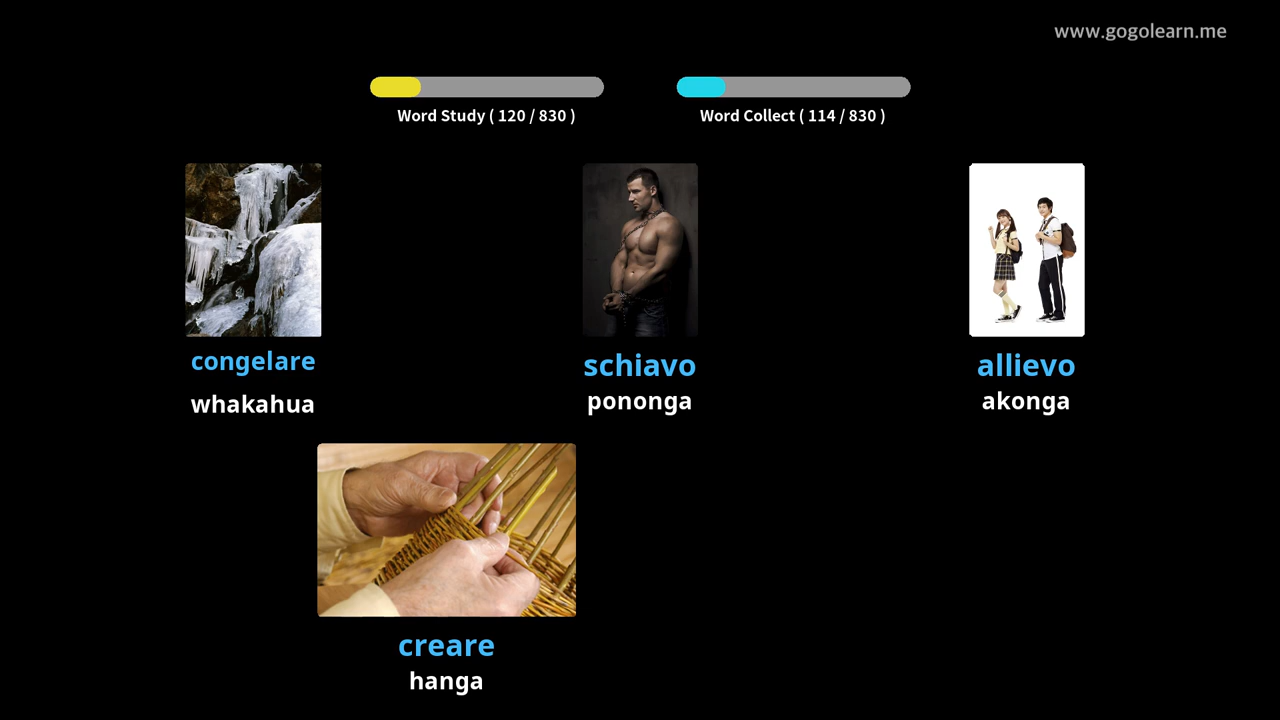 www.gogolearn.me
Word Study ( 120 / 830 )
Word Collect ( 114 / 830 )
congelare
whakahua
schiavo
pononga
allievo
akonga
creare
hanga